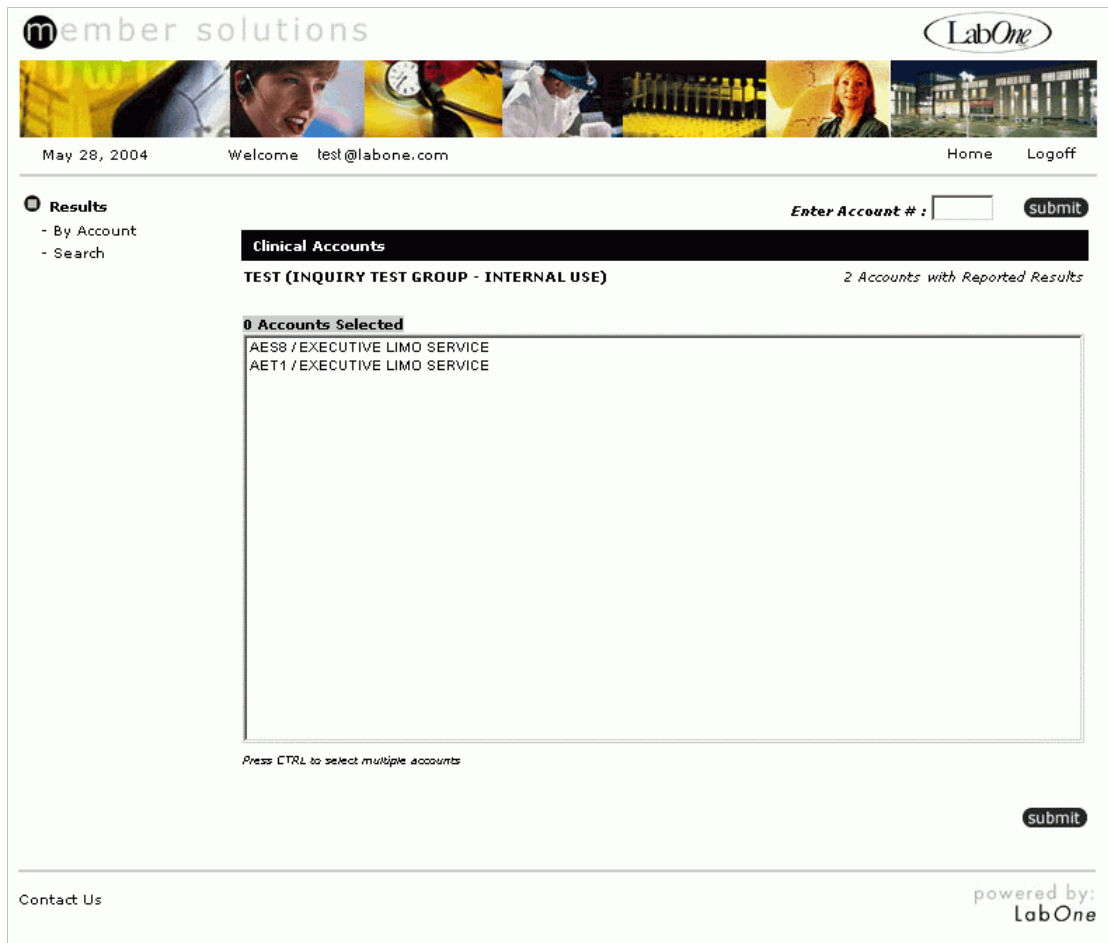 member solutions
LabOne
May 28, 2004 Welcome test@labone.com Home Logoff
Results
- By Account
- Search
Enter Account # : submit
Clinical Accounts
TEST (INQUIRY TEST GROUP - INTERNAL USE) 2 Accounts with Reported Results
0 Accounts Selected
AES8 / EXECUTIVE LIMO SERVICE
AET1 / EXECUTIVE LIMO SERVICE
Press CTRL to select multiple accounts
submit
Contact Us
powered by:
LabOne